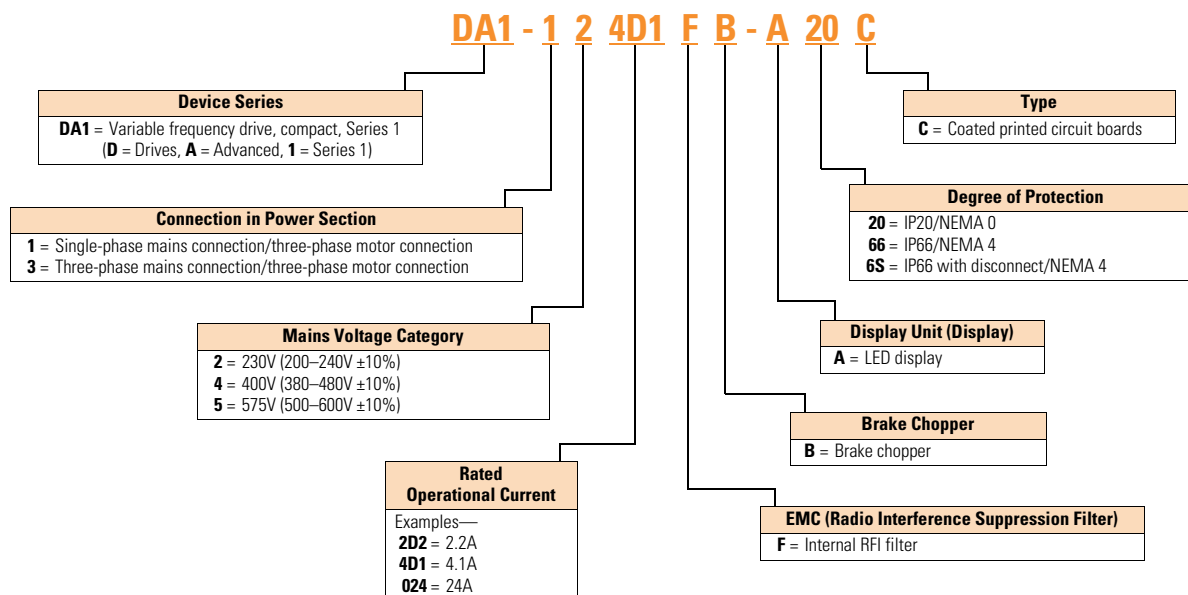 DA1 - 1 2 4D1 F B - A 20 C
Device Series
DA1 = Variable frequency drive, compact, Series 1
(D = Drives, A = Advanced, 1 = Series 1)
Connection in Power Section
1 = Single-phase mains connection/three-phase motor connection
3 = Three-phase mains connection/three-phase motor connection
Mains Voltage Category
2 = 230V (200–240V ±10%)
4 = 400V (380–480V ±10%)
5 = 575V (500–600V ±10%)
Rated
Operational Current
Examples—
2D2 = 2.2A
4D1 = 4.1A
024 = 24A
Type
C = Coated printed circuit boards
Degree of Protection
20 = IP20/NEMA 0
66 = IP66/NEMA 4
6S = IP66 with disconnect/NEMA 4
Display Unit (Display)
A = LED display
Brake Chopper
B = Brake chopper
EMC (Radio Interference Suppression Filter)
F = Internal RFI filter